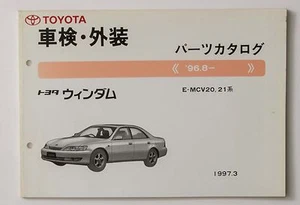 TOYOTA
車検・外装
パーツカタログ
《 '96.8− 》
トヨタ ウィンダム
E-MCV20,21系
1997.3